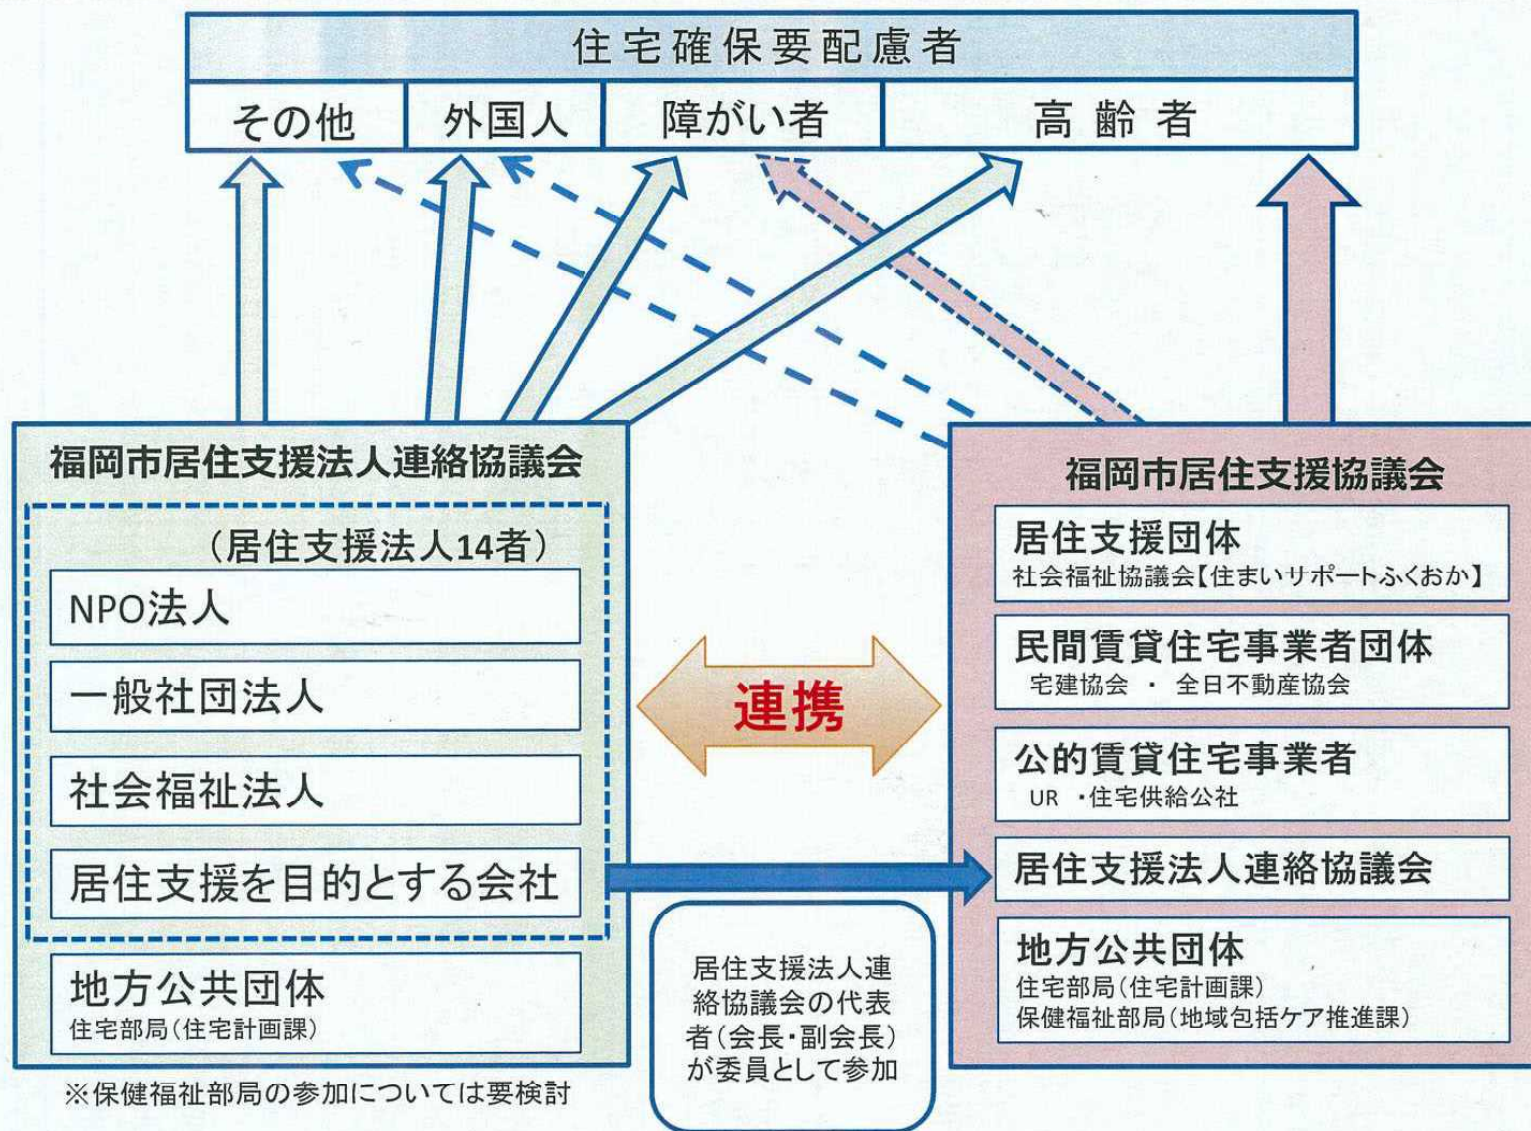 住宅確保要配慮者
その他
外国人
障がい者
高齢者
福岡市居住支援法人連絡協議会
（居住支援法人14者）
NPO法人
一般社団法人
社会福祉法人
居住支援を目的とする会社
地方公共団体
住宅部局（住宅計画課）
※保健福祉部局の参加については要検討
連携
居住支援法人連
絡協議会の代表
者（会長・副会長）
が委員として参加
福岡市居住支援協議会
居住支援団体
社会福祉協議会【住まいサポートふくおか】
民間賃貸住宅事業者団体
宅建協会 ・ 全日不動産協会
公的賃貸住宅事業者
UR ・住宅供給公社
居住支援法人連絡協議会
地方公共団体
住宅部局（住宅計画課）
保健福祉部局（地域包括ケア推進課）